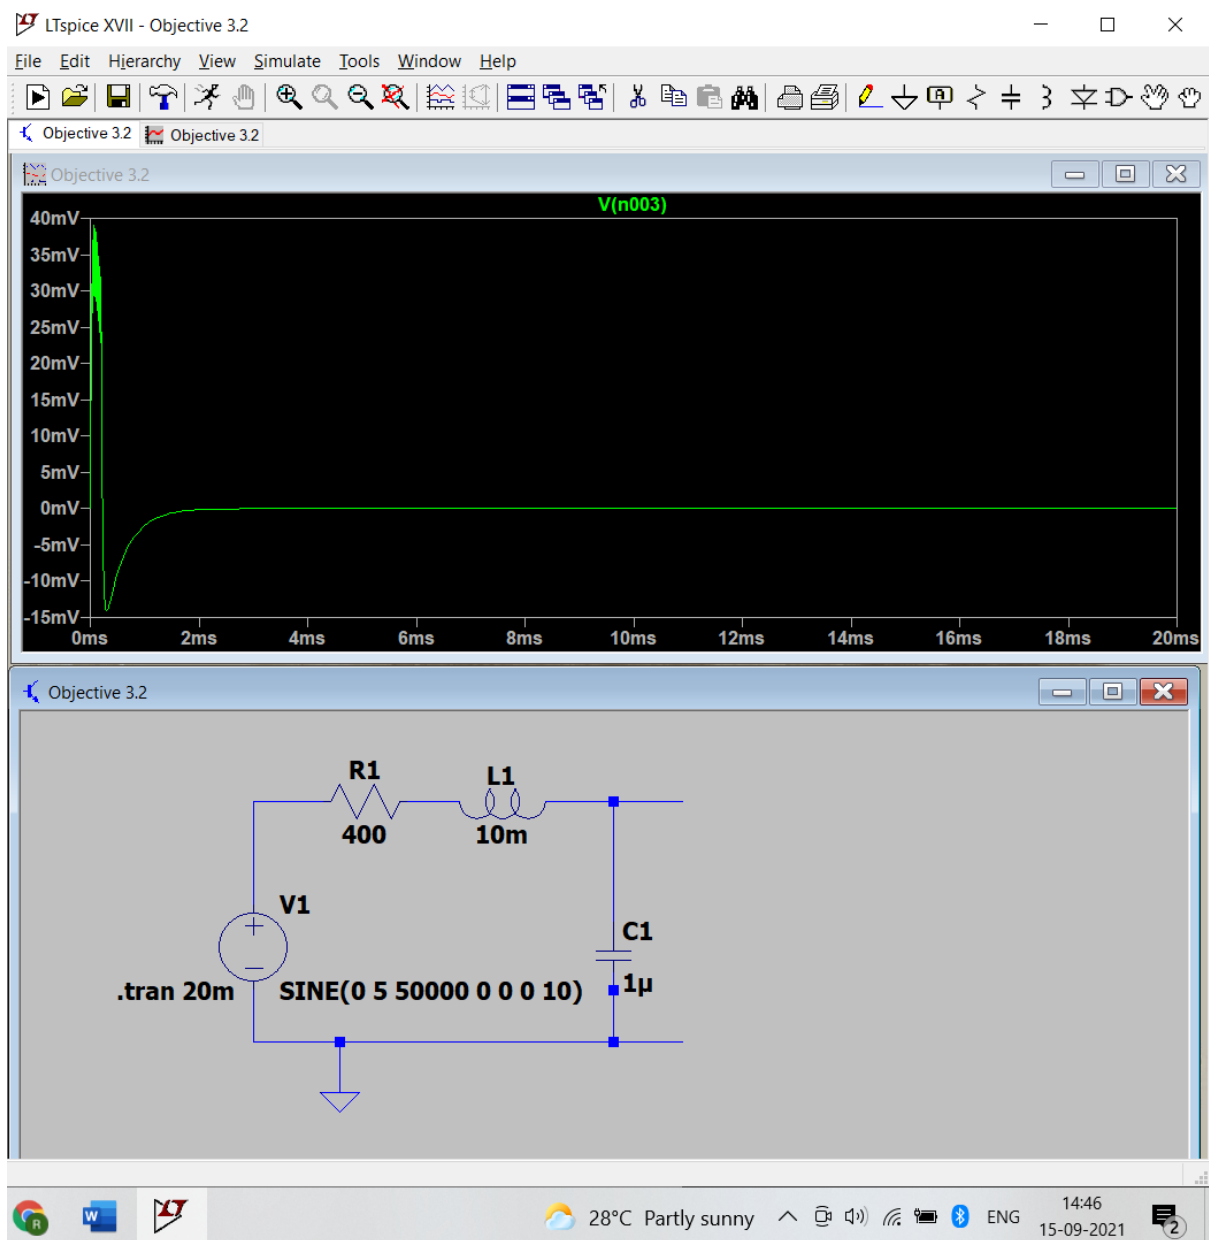 LTspice XVII - Objective 3.2
File Edit Hierarchy View Simulate Tools Window Help
Objective 3.2 Objective 3.2
Objective 3.2
V(n003)
40mV
35mV
30mV
25mV
20mV
15mV
10mV
5mV
0mV
-5mV
-10mV
-15mV
0ms 2ms 4ms 6ms 8ms 10ms 12ms 14ms 16ms 18ms 20ms
Objective 3.2
R1 L1
400 10m
V1
C1
.tran 20m SINE(0 5 50000 0 0 0 10) 1µ
28°C Partly sunny ENG 14:46
15-09-2021 2